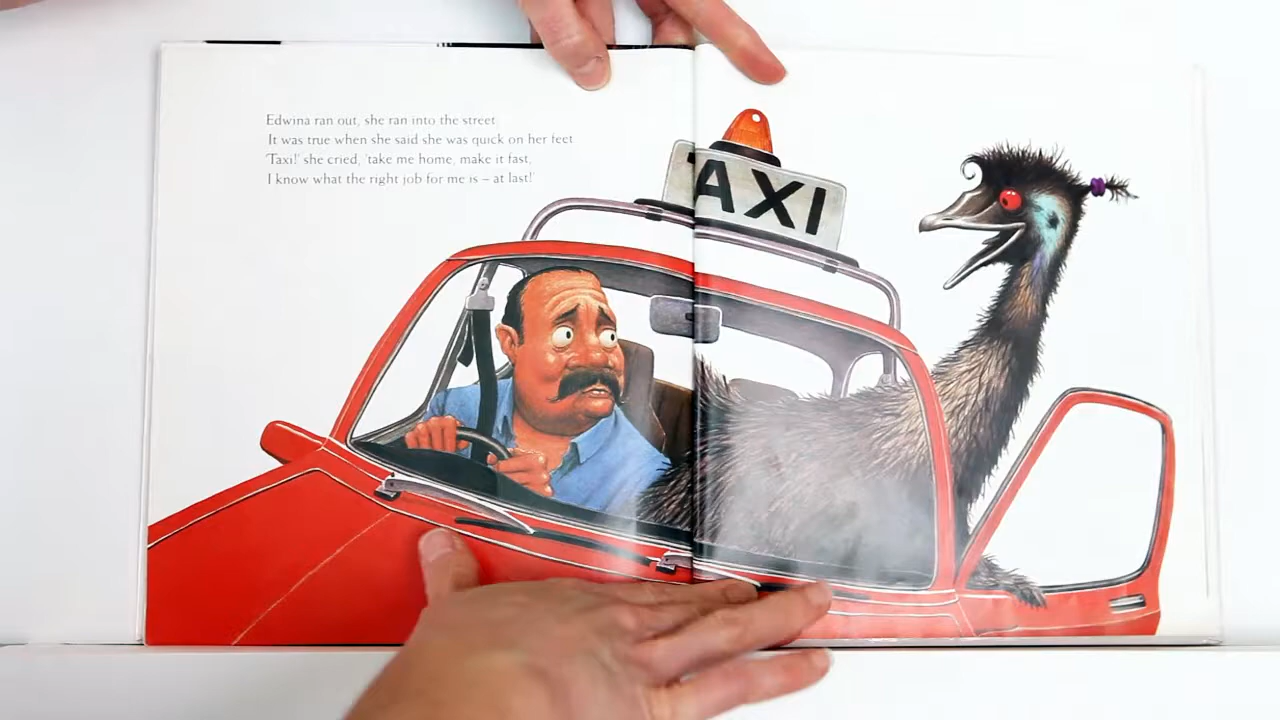 Edwina ran out, she ran into the street.
It was true when she said she was quick on her feet
'Taxi!' she cried, 'take me home, make it fast,
I know what the right job for me is – at last!'
TAXI